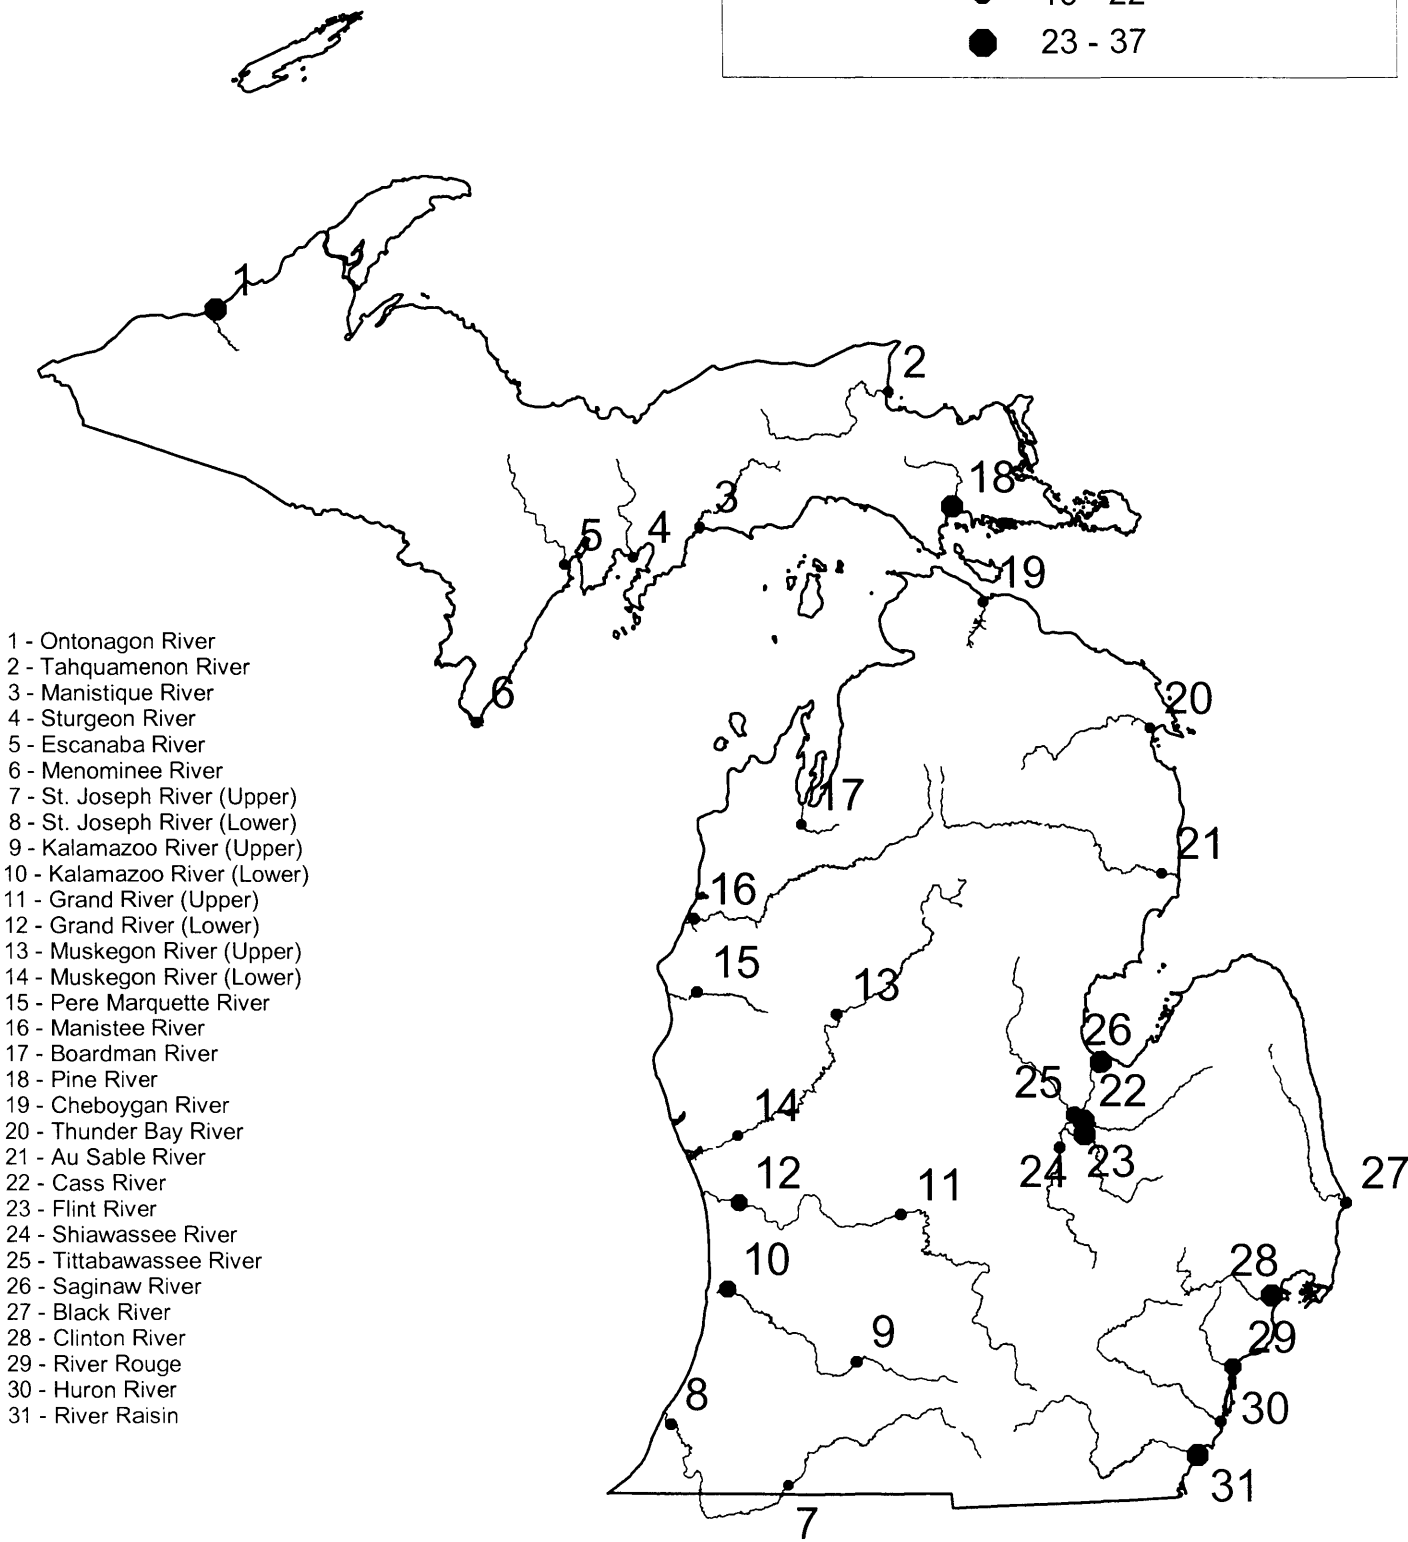 23 - 37
1
2
18
3
4
5
19
1 - Ontonagon River
2 - Tahquamenon River
3 - Manistique River
4 - Sturgeon River
5 - Escanaba River
6 - Menominee River
7 - St. Joseph River (Upper)
8 - St. Joseph River (Lower)
9 - Kalamazoo River (Upper)
10 - Kalamazoo River (Lower)
11 - Grand River (Upper)
12 - Grand River (Lower)
13 - Muskegon River (Upper)
14 - Muskegon River (Lower)
15 - Pere Marquette River
16 - Manistee River
17 - Boardman River
18 - Pine River
19 - Cheboygan River
20 - Thunder Bay River
21 - Au Sable River
22 - Cass River
23 - Flint River
24 - Shiawassee River
25 - Tittabawassee River
26 - Saginaw River
27 - Black River
28 - Clinton River
29 - River Rouge
30 - Huron River
31 - River Raisin
6
20
17
21
16
15
13
26
25
22
14
24
23
12
11
27
10
28
9
29
8
30
31
7